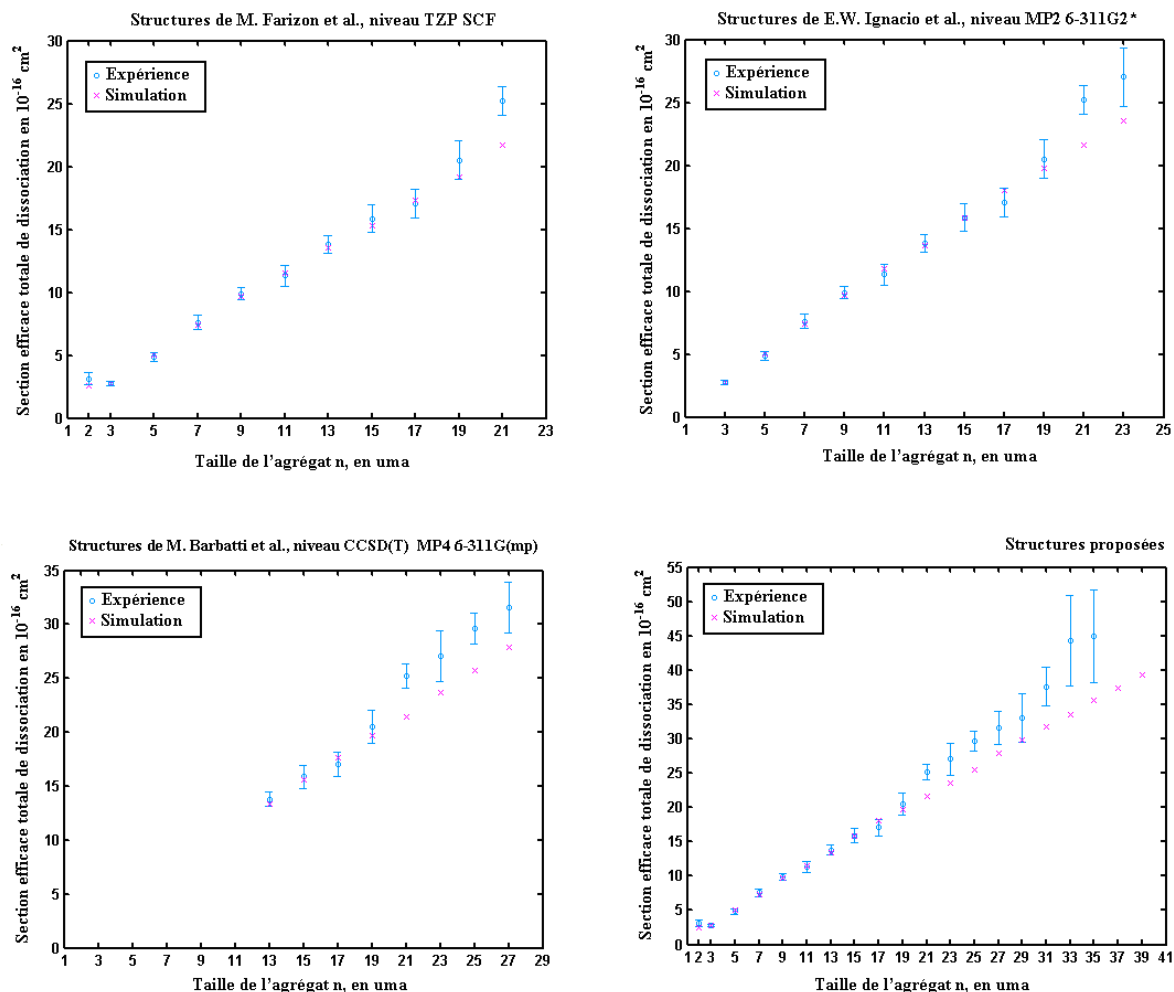 Structures de M. Farizon et al., niveau TZP SCF
Section efficace totale de dissociation en 10-16 cm2
30
25
20
15
10
5
0
Expérience
Simulation
1 2 3 5 7 9 11 13 15 17 19 21 23
Taille de l'agrégat n, en uma
Structures de E.W. Ignacio et al., niveau MP2 6-311G2*
Section efficace totale de dissociation en 10-16 cm2
30
25
20
15
10
5
0
Expérience
Simulation
1 3 5 7 9 11 13 15 17 19 21 23 25
Taille de l'agrégat n, en uma
Structures de M. Barbatti et al., niveau CCSD(T) MP4 6-311G(mp)
Section efficace totale de dissociation en 10-16 cm2
35
30
25
20
15
10
5
0
Expérience
Simulation
1 3 5 7 9 11 13 15 17 19 21 23 25 27 29
Taille de l'agrégat n, en uma
Structures proposées
Section efficace totale de dissociation en 10-16 cm2
55
50
45
40
35
30
25
20
15
10
5
0
Expérience
Simulation
1 2 3 5 7 9 11 13 15 17 19 21 23 25 27 29 31 33 35 37 39 41
Taille de l'agrégat n, en uma